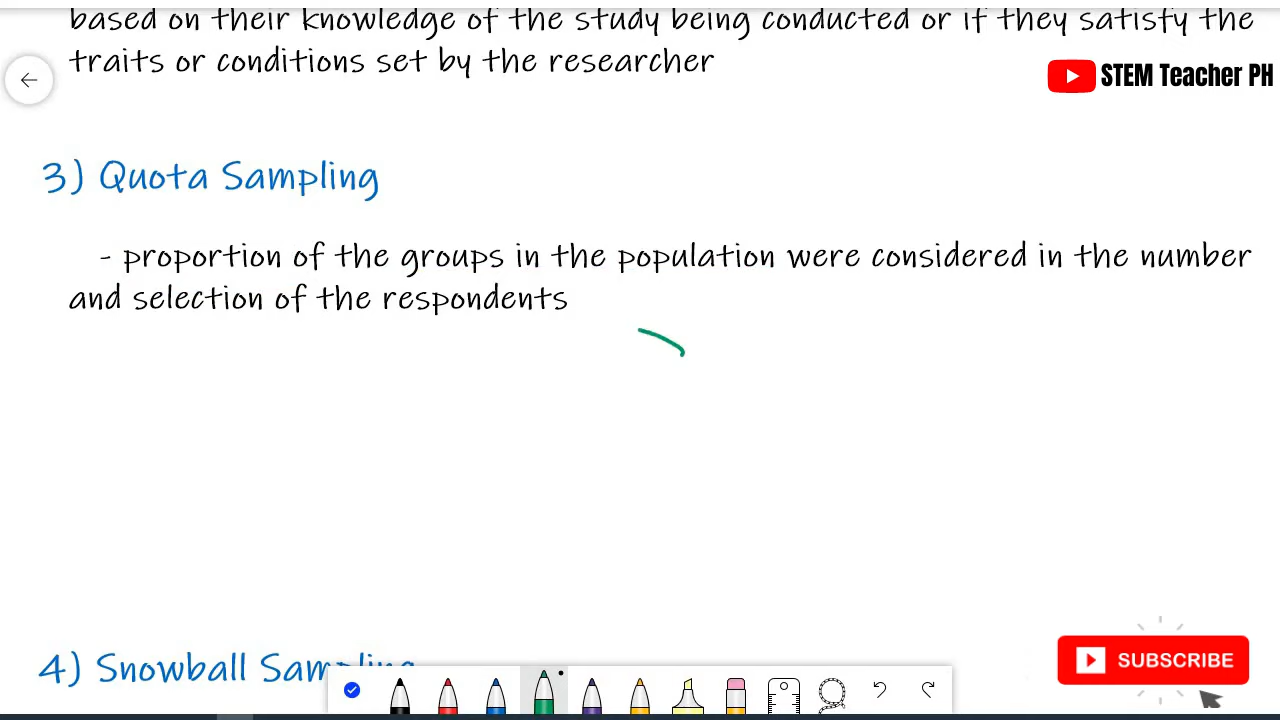 based on their knowledge of the study being conducted or if they satisfy the
traits or conditions set by the researcher
STEM Teacher PH
3) Quota Sampling
- proportion of the groups in the population were considered in the number
and selection of the respondents
4) Snowball Sampling
SUBSCRIBE